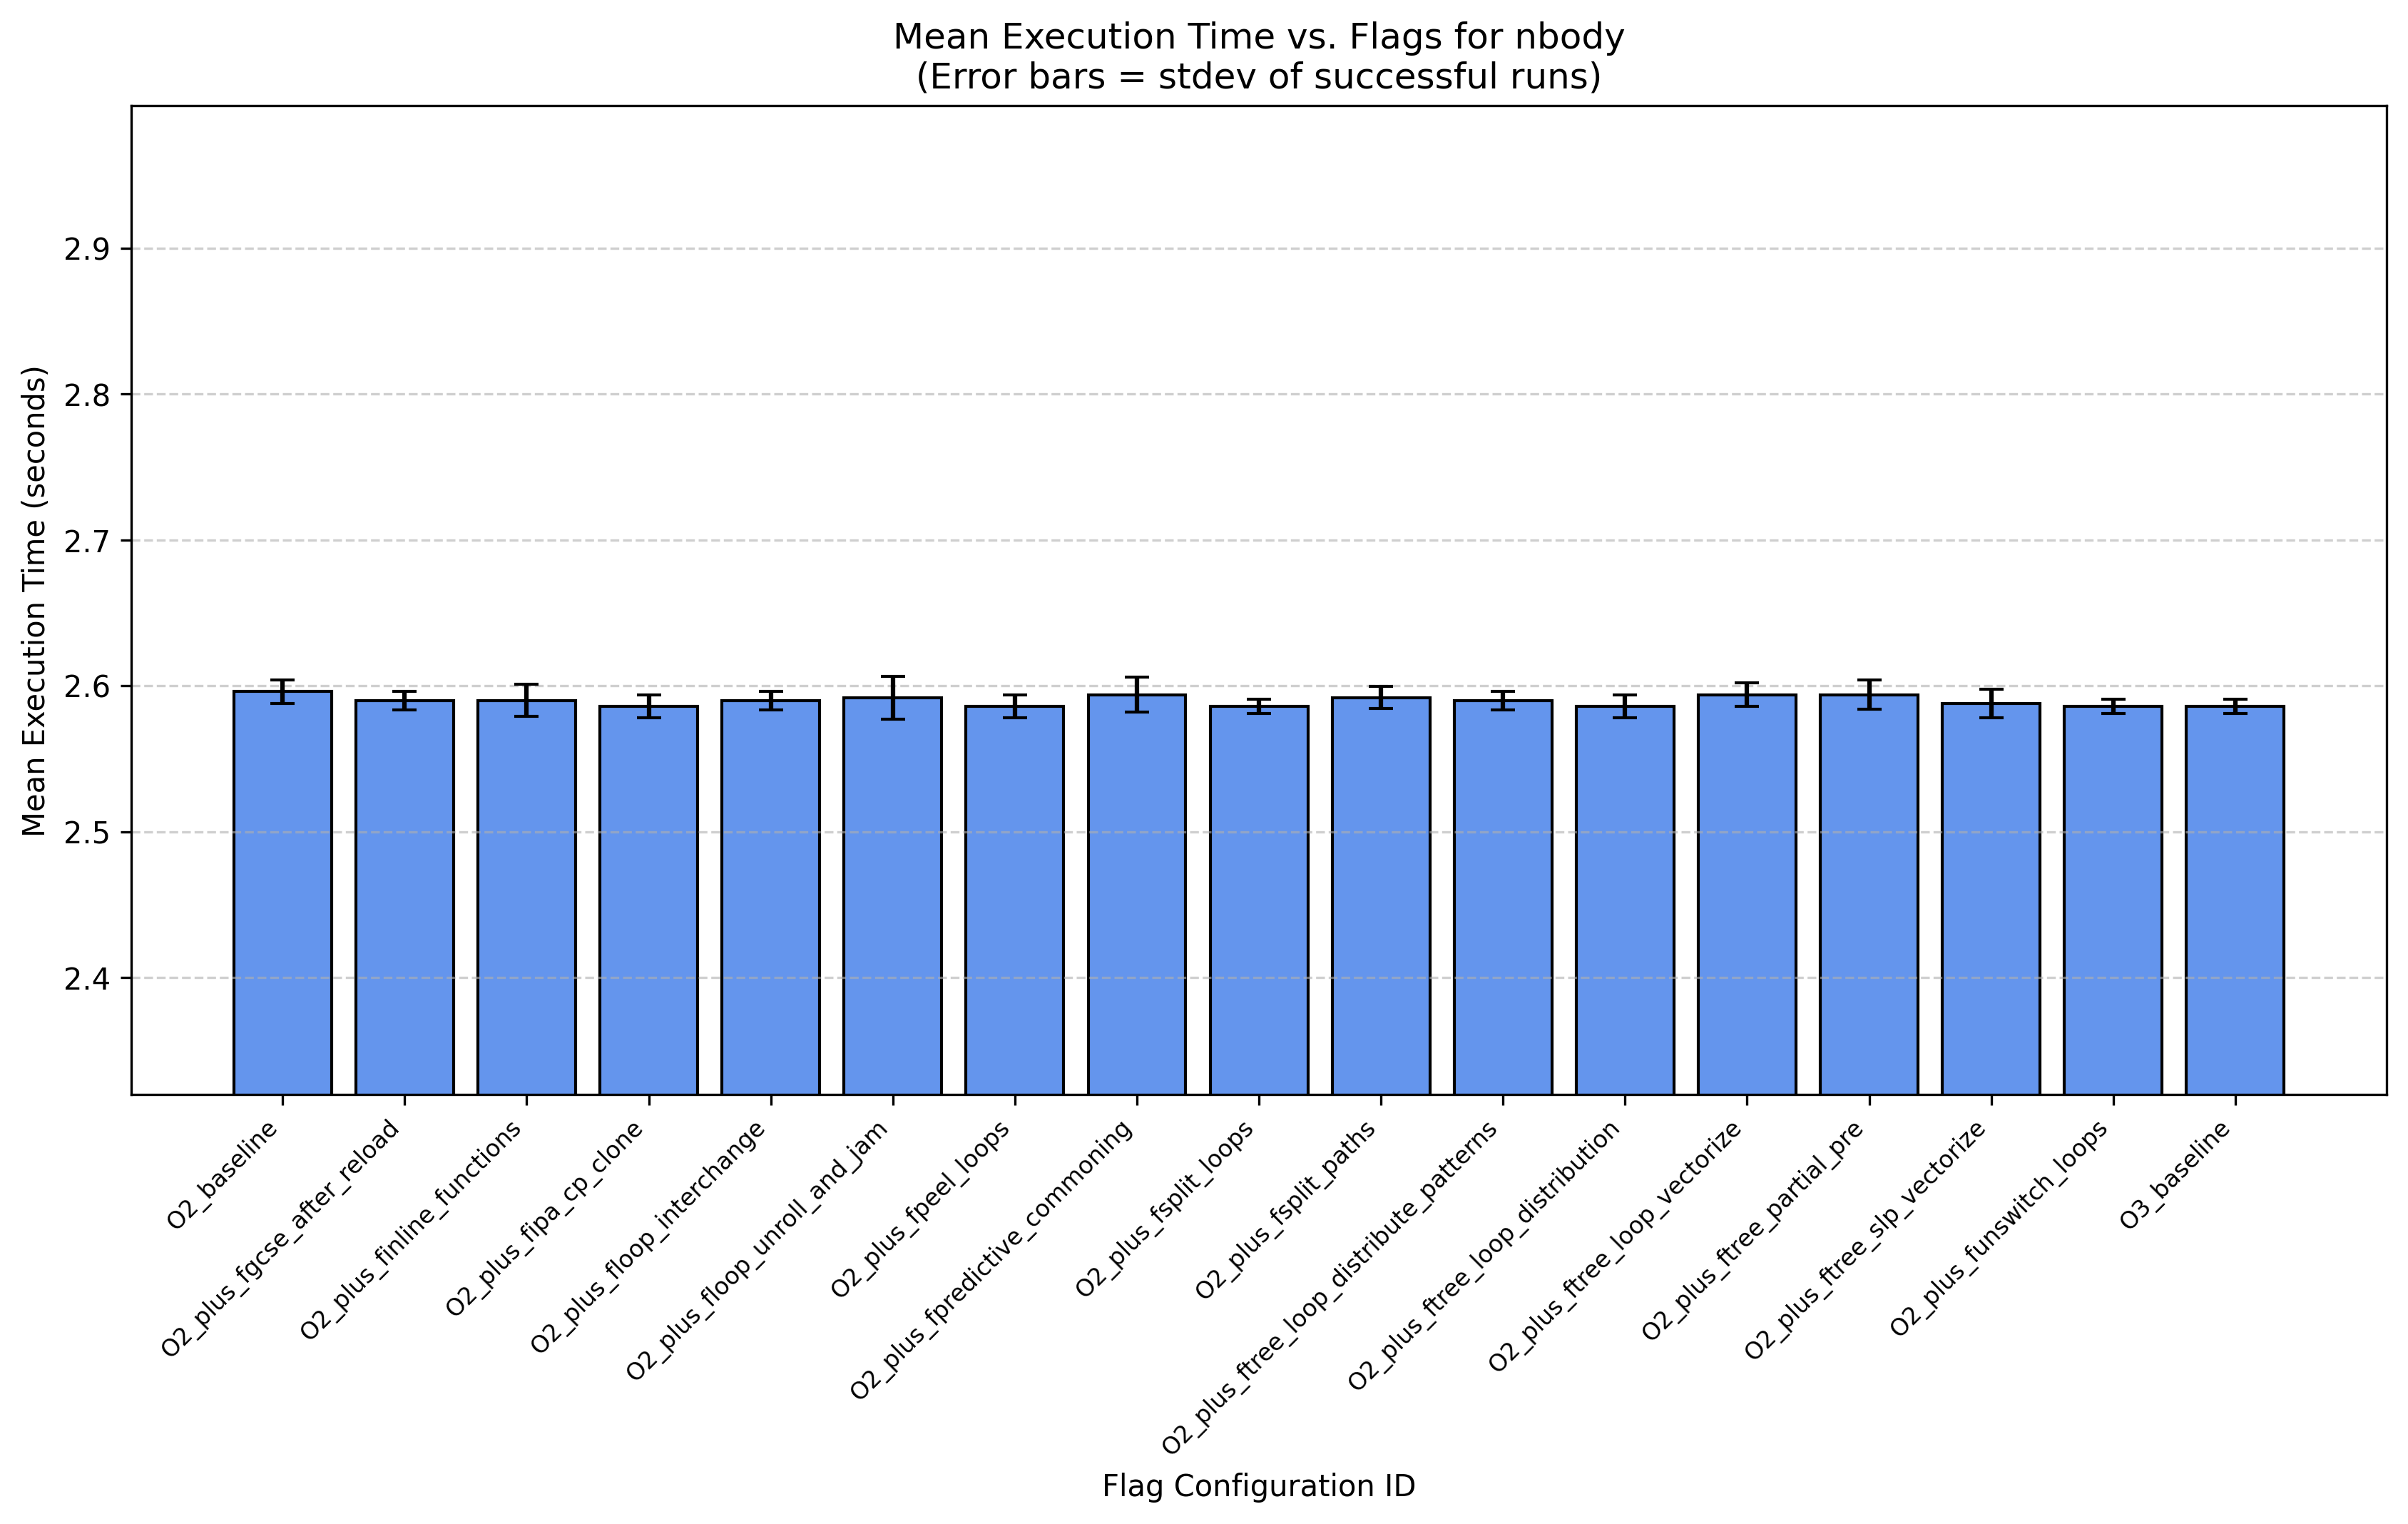 Mean Execution Time vs. Flags for nbody
(Error bars = stdev of successful runs)
Mean Execution Time (seconds)
2.9
2.8
2.7
2.6
2.5
2.4
O2_baseline
O2_plus_fgcse_after_reload
O2_plus_finline_functions
O2_plus_fipa_cp_clone
O2_plus_floop_interchange
O2_plus_floop_unroll_and_jam
O2_plus_fpeel_loops
O2_plus_fpredictive_commoning
O2_plus_fsplit_loops
O2_plus_fsplit_paths
O2_plus_ftree_loop_distribute_patterns
O2_plus_ftree_loop_distribution
O2_plus_ftree_loop_vectorize
O2_plus_ftree_partial_pre
O2_plus_ftree_slp_vectorize
O2_plus_funswitch_loops
O3_baseline
Flag Configuration ID